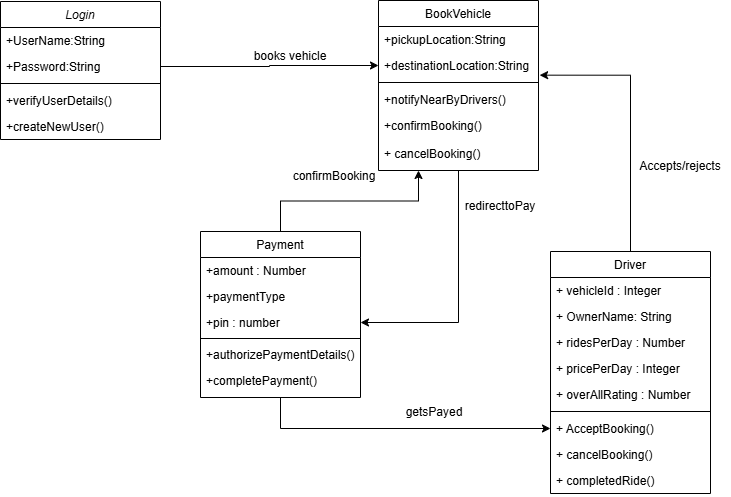 Login
+UserName:String
+Password:String
+verifyUserDetails()
+createNewUser()
books vehicle
BookVehicle
+pickupLocation:String
+destinationLocation:String
+notifyNearByDrivers()
+confirmBooking()
+ cancelBooking()
confirmBooking
redirecttoPay
Accepts/rejects
Payment
+amount : Number
+paymentType
+pin : number
+authorizePaymentDetails()
+completePayment()
getsPayed
Driver
+ vehicleId : Integer
+ OwnerName: String
+ ridesPerDay : Number
+ pricePerDay : Integer
+ overAllRating : Number
+ AcceptBooking()
+ cancelBooking()
+ completedRide()